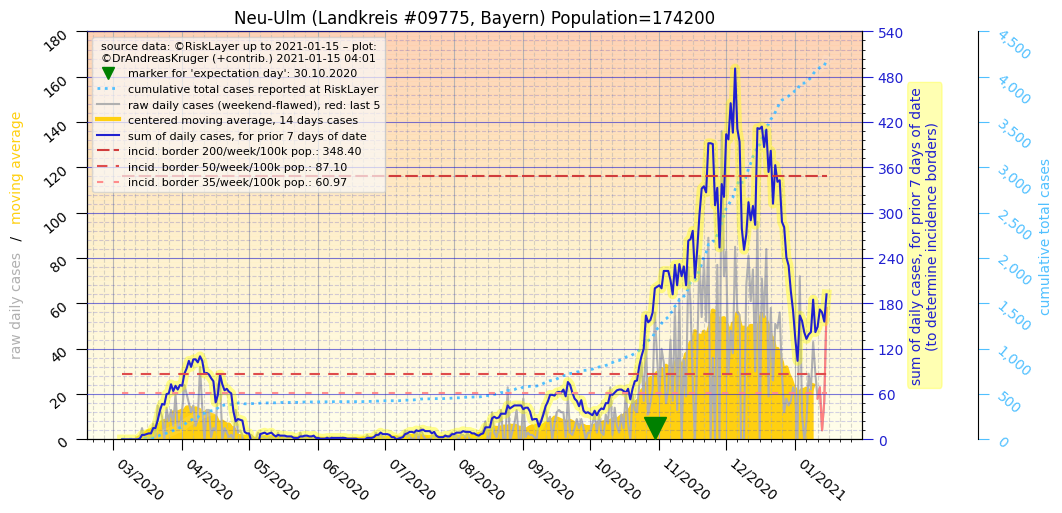 Neu-Ulm (Landkreis #09775, Bayern) Population=174200
source data: ©RiskLayer up to 2021-01-15 – plot:
©DrAndreasKruger (+contrib.) 2021-01-15 04:01
marker for 'expectation day': 30.10.2020
cumulative total cases reported at RiskLayer
raw daily cases (weekend-flawed), red: last 5
centered moving average, 14 days cases
sum of daily cases, for prior 7 days of date
incid. border 200/week/100k pop.: 348.40
incid. border 50/week/100k pop.: 87.10
incid. border 35/week/100k pop.: 60.97
raw daily cases / moving average
180
160
140
120
100
80
60
40
20
0
03/2020
04/2020
05/2020
06/2020
07/2020
08/2020
09/2020
10/2020
11/2020
12/2020
01/2021
540
480
420
360
300
240
180
120
60
0
sum of daily cases, for prior 7 days of date
(to determine incidence borders)
4,500
4,000
3,500
3,000
2,500
2,000
1,500
1,000
500
0
cumulative total cases